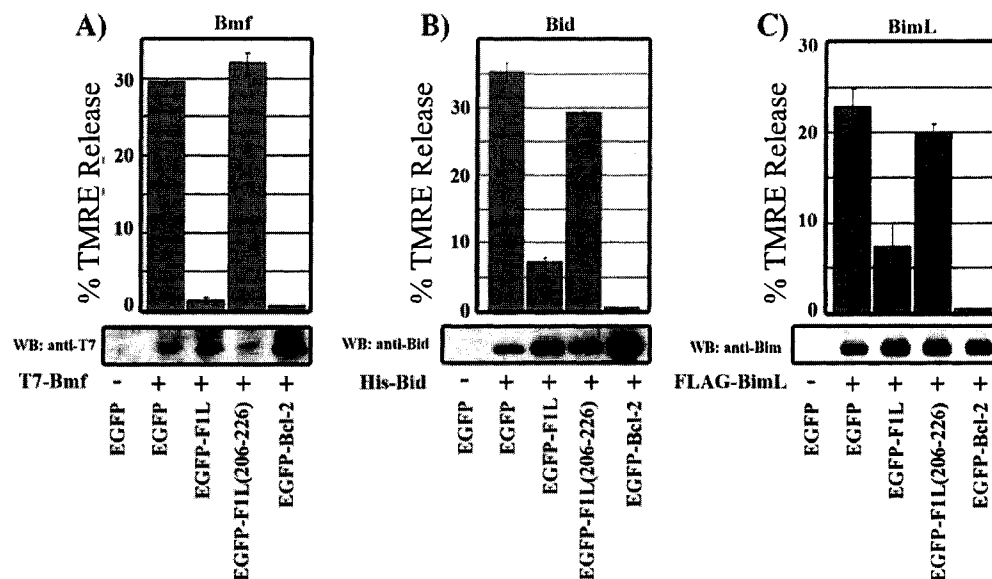 A)
Bmf
% TMRE Release
30
20
10
0
WB: anti-T7
T7-Bmf - + + + +
EGFP
EGFP
EGFP-F1L
EGFP-F1L(206-226)
EGFP-Bcl-2
B)
Bid
% TMRE Release
30
20
10
0
WB: anti-Bid
His-Bid - + + + +
EGFP
EGFP
EGFP-F1L
EGFP-F1L(206-226)
EGFP-Bcl-2
C)
BimL
% TMRE Release
30
20
10
0
WB: anti-Bim
FLAG-BimL - + + + +
EGFP
EGFP
EGFP-F1L
EGFP-F1L(206-226)
EGFP-Bcl-2